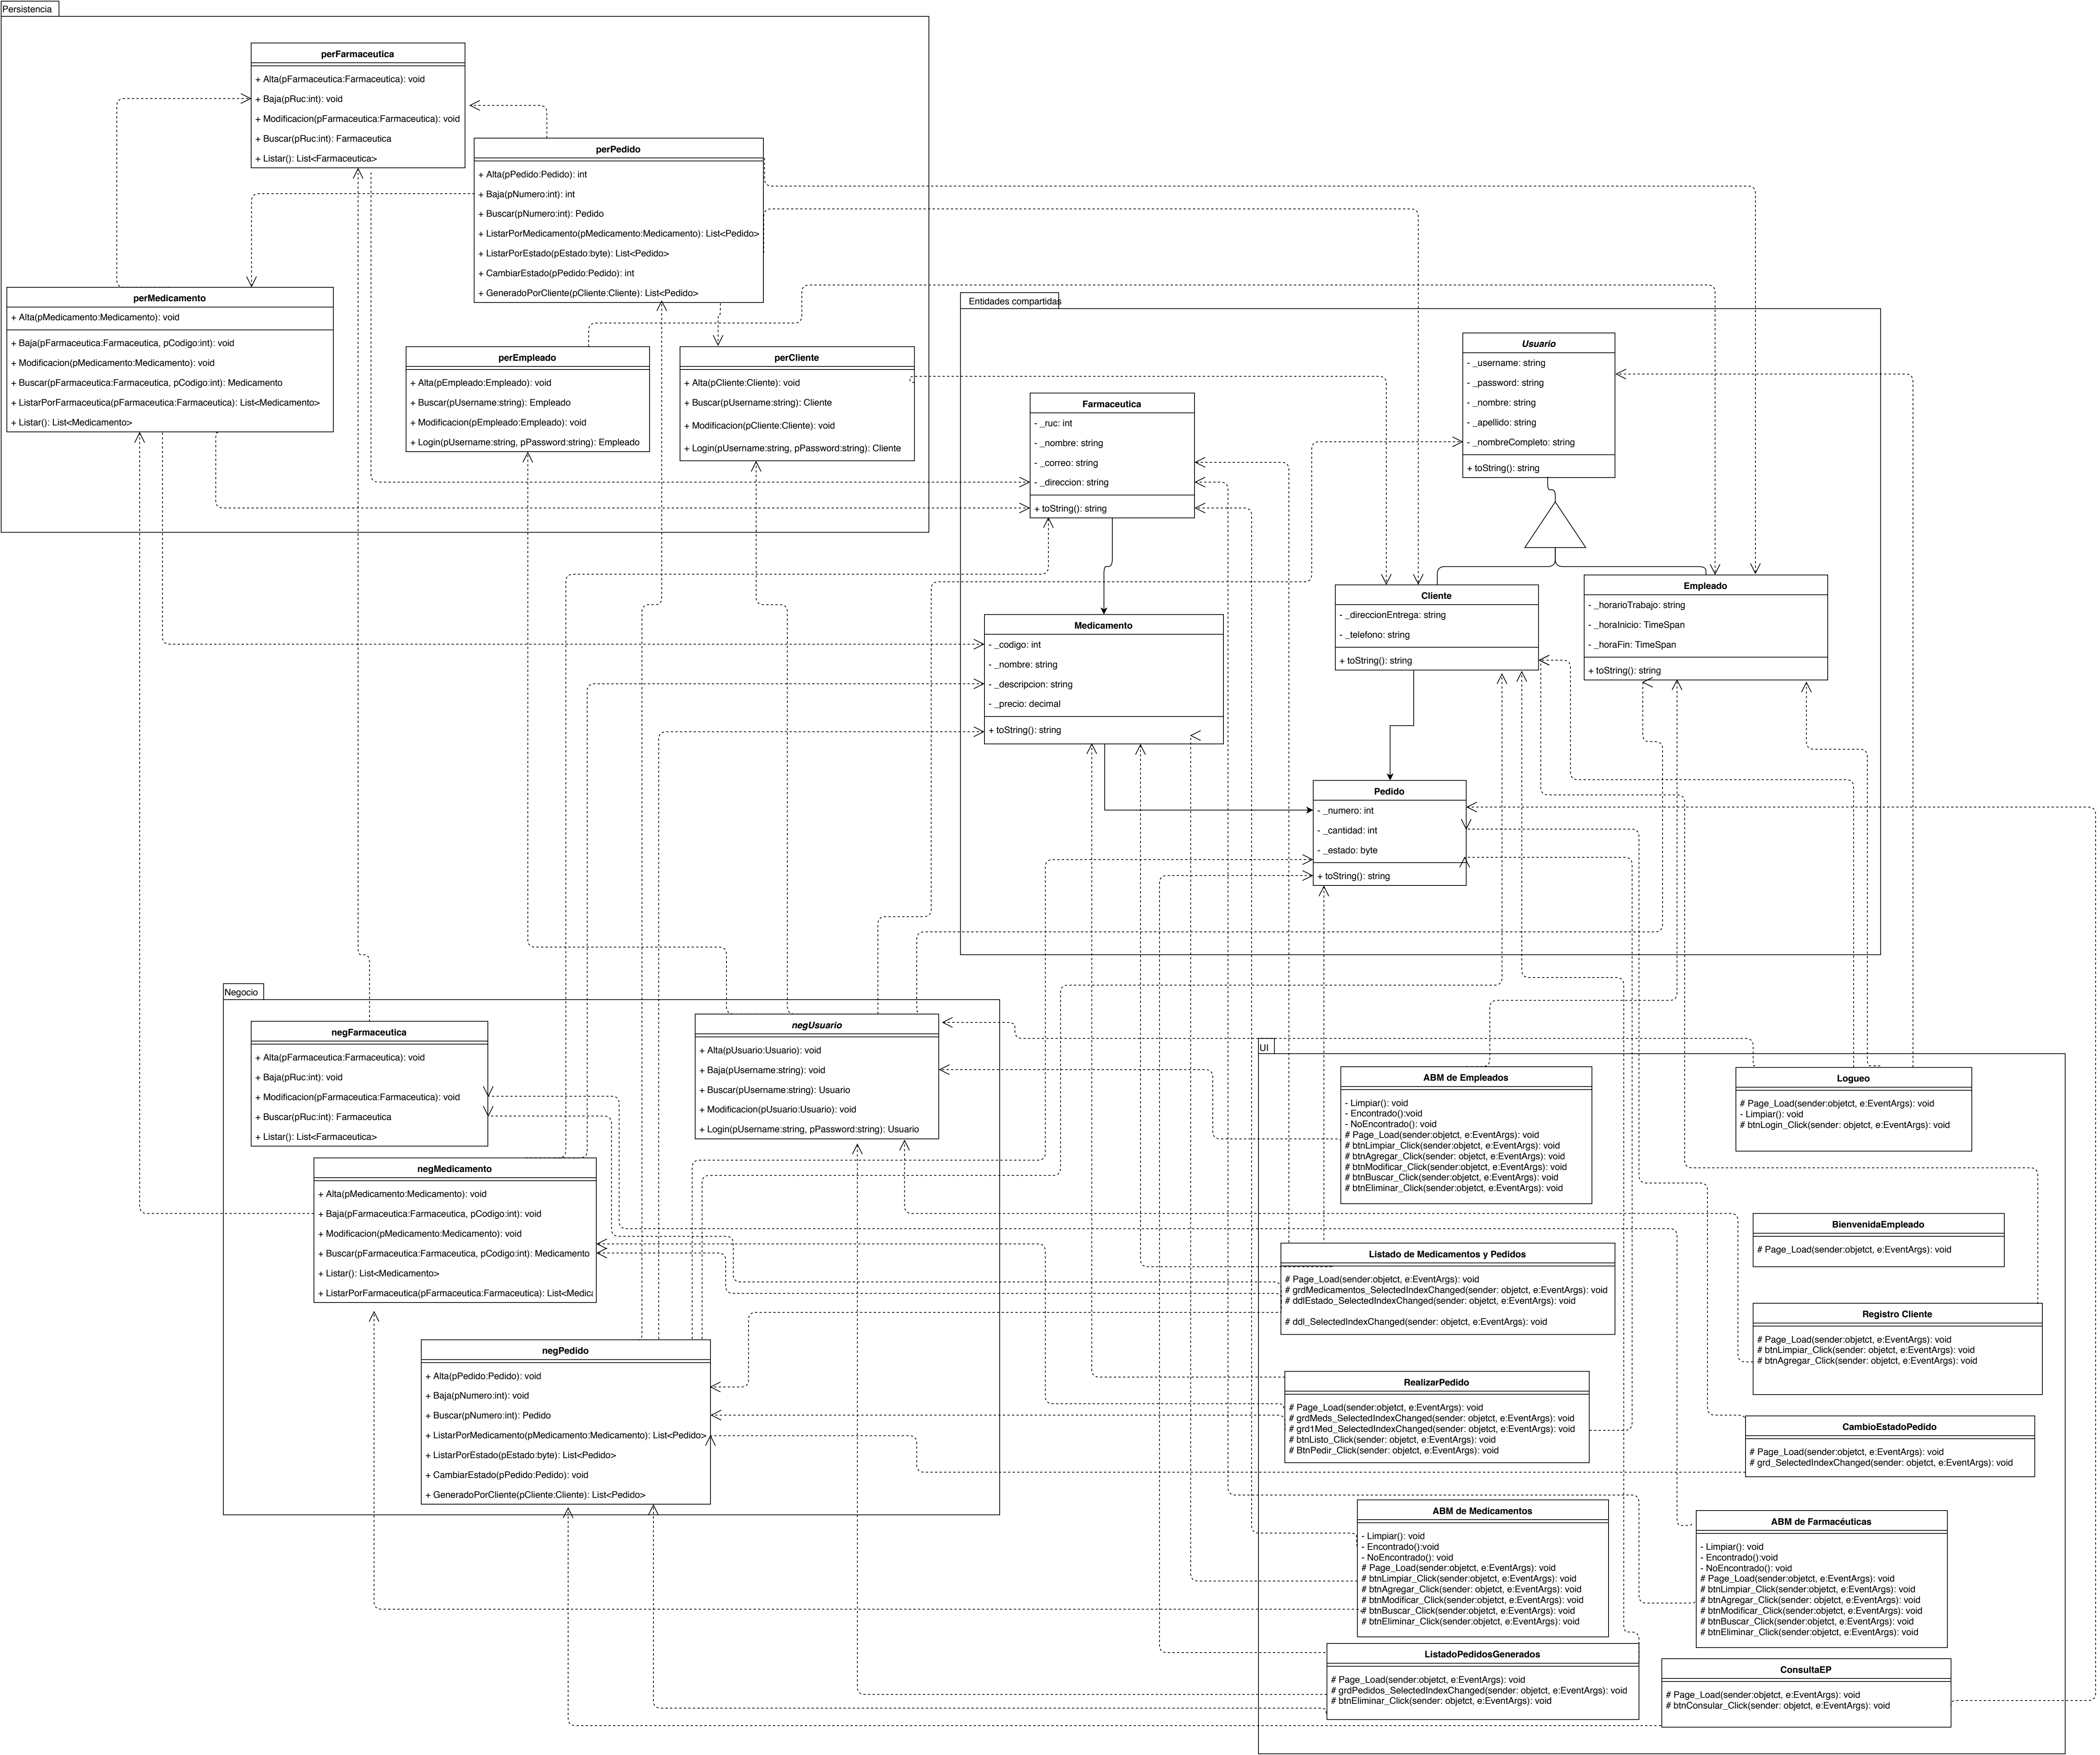 Persistencia
perFarmaceutica
+ Alta(pFarmaceutica:Farmaceutica): void
+ Baja(pRuc:int): void
+ Modificacion(pFarmaceutica:Farmaceutica): void
+ Buscar(pRuc:int): Farmaceutica
+ Listar(): List<Farmaceutica>
perPedido
+ Alta(pPedido:Pedido): int
+ Baja(pNumero:int): int
+ Buscar(pNumero:int): Pedido
+ ListarPorMedicamento(pMedicamento:Medicamento): List<Pedido>
+ ListarPorEstado(pEstado:byte): List<Pedido>
+ CambiarEstado(pPedido:Pedido): int
+ GeneradoPorCliente(pCliente:Cliente): List<Pedido>
perMedicamento
+ Alta(pMedicamento:Medicamento): void
+ Baja(pFarmaceutica:Farmaceutica, pCodigo:int): void
+ Modificacion(pMedicamento:Medicamento): void
+ Buscar(pFarmaceutica:Farmaceutica, pCodigo:int): Medicamento
+ ListarPorFarmaceutica(pFarmaceutica:Farmaceutica): List<Medicamento>
+ Listar(): List<Medicamento>
perEmpleado
+ Alta(pEmpleado:Empleado): void
+ Buscar(pUsername:string): Empleado
+ Modificacion(pEmpleado:Empleado): void
+ Login(pUsername:string, pPassword:string): Empleado
perCliente
+ Alta(pCliente:Cliente): void
+ Buscar(pUsername:string): Cliente
+ Modificacion(pCliente:Cliente): void
+ Login(pUsername:string, pPassword:string): Cliente
Entidades compartidas
Usuario
- _username: string
- _password: string
- _nombre: string
- _apellido: string
- _nombreCompleto: string
+ toString(): string
Farmaceutica
- _ruc: int
- _nombre: string
- _correo: string
- _direccion: string
+ toString(): string
Cliente
- _direccionEntrega: string
- _telefono: string
+ toString(): string
Empleado
- _horarioTrabajo: string
- _horaInicio: TimeSpan
- _horaFin: TimeSpan
+ toString(): string
Medicamento
- _codigo: int
- _nombre: string
- _descripcion: string
- _precio: decimal
+ toString(): string
Pedido
- _numero: int
- _cantidad: int
- _estado: byte
+ toString(): string
Negocio
negFarmaceutica
+ Alta(pFarmaceutica:Farmaceutica): void
+ Baja(pRuc:int): void
+ Modificacion(pFarmaceutica:Farmaceutica): void
+ Buscar(pRuc:int): Farmaceutica
+ Listar(): List<Farmaceutica>
negUsuario
+ Alta(pUsuario:Usuario): void
+ Baja(pUsername:string): void
+ Buscar(pUsername:string): Usuario
+ Modificacion(pUsuario:Usuario): void
+ Login(pUsername:string, pPassword:string): Usuario
negMedicamento
+ Alta(pMedicamento:Medicamento): void
+ Baja(pFarmaceutica:Farmaceutica, pCodigo:int): void
+ Modificacion(pMedicamento:Medicamento): void
+ Buscar(pFarmaceutica:Farmaceutica, pCodigo:int): Medicamento
+ Listar(): List<Medicamento>
+ ListarPorFarmaceutica(pFarmaceutica:Farmaceutica): List<Medica
negPedido
+ Alta(pPedido:Pedido): void
+ Baja(pNumero:int): void
+ Buscar(pNumero:int): Pedido
+ ListarPorMedicamento(pMedicamento:Medicamento): List<Pedido>
+ ListarPorEstado(pEstado:byte): List<Pedido>
+ CambiarEstado(pPedido:Pedido): void
+ GeneradoPorCliente(pCliente:Cliente): List<Pedido>
UI
ABM de Empleados
- Limpiar(): void
- Encontrado():void
- NoEncontrado(): void
# Page_Load(sender:objetct, e:EventArgs): void
# btnLimpiar_Click(sender:objetct, e:EventArgs): void
# btnAgregar_Click(sender: objetct, e:EventArgs): void
# btnModificar_Click(sender:objetct, e:EventArgs): void
# btnBuscar_Click(sender: objetct, e:EventArgs): void
# btnEliminar_Click(sender:objetct, e:EventArgs): void
Logueo
# Page_Load(sender:objetct, e:EventArgs): void
- Limpiar(): void
# btnLogin_Click(sender: objetct, e:EventArgs): void
BienvenidaEmpleado
# Page_Load(sender:objetct, e:EventArgs): void
Listado de Medicamentos y Pedidos
# Page_Load(sender:objetct, e:EventArgs): void
# grdMedicamentos_SelectedIndexChanged(sender: objetct, e:EventArgs): void
# ddlEstado_SelectedIndexChanged(sender: objetct, e:EventArgs): void
# ddl_SelectedIndexChanged(sender: objetct, e:EventArgs): void
Registro Cliente
# Page_Load(sender:objetct, e:EventArgs): void
# btnLimpiar_Click(sender: objetct, e:EventArgs): void
# btnAgregar_Click(sender: objetct, e:EventArgs): void
RealizarPedido
# Page_Load(sender:objetct, e:EventArgs): void
# grdMeds_SelectedIndexChanged(sender: objetct, e:EventArgs): void
# grd1Med_SelectedIndexChanged(sender: objetct, e:EventArgs): void
# btnListo_Click(sender: objetct, e:EventArgs): void
# BtnPedir_Click(sender: objetct, e:EventArgs): void
CambioEstadoPedido
# Page_Load(sender:objetct, e:EventArgs): void
# grd_SelectedIndexChanged(sender: objetct, e:EventArgs): void
ABM de Medicamentos
- Limpiar(): void
- Encontrado():void
- NoEncontrado(): void
# Page_Load(sender:objetct, e:EventArgs): void
# btnLimpiar_Click(sender:objetct, e:EventArgs): void
# btnAgregar_Click(sender: objetct, e:EventArgs): void
# btnModificar_Click(sender:objetct, e:EventArgs): void
# btnBuscar_Click(sender: objetct, e:EventArgs): void
# btnEliminar_Click(sender:objetct, e:EventArgs): void
ABM de Farmacéuticas
- Limpiar(): void
- Encontrado():void
- NoEncontrado(): void
# Page_Load(sender:objetct, e:EventArgs): void
# btnLimpiar_Click(sender:objetct, e:EventArgs): void
# btnAgregar_Click(sender: objetct, e:EventArgs): void
# btnModificar_Click(sender:objetct, e:EventArgs): void
# btnBuscar_Click(sender: objetct, e:EventArgs): void
# btnEliminar_Click(sender:objetct, e:EventArgs): void
ListadoPedidosGenerados
# Page_Load(sender:objetct, e:EventArgs): void
# grdPedidos_SelectedIndexChanged(sender: objetct, e:EventArgs): void
# btnEliminar_Click(sender: objetct, e:EventArgs): void
ConsultaEP
# Page_Load(sender:objetct, e:EventArgs): void
# btnConsular_Click(sender: objetct, e:EventArgs): void